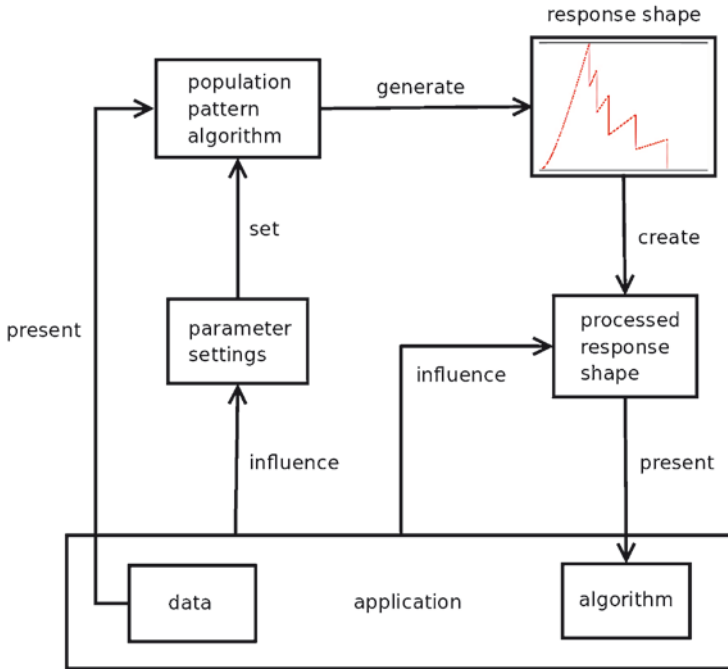 response shape
population
pattern
algorithm
generate
set
create
present
parameter
settings
processed
response
shape
influence
influence
present
data
application
algorithm